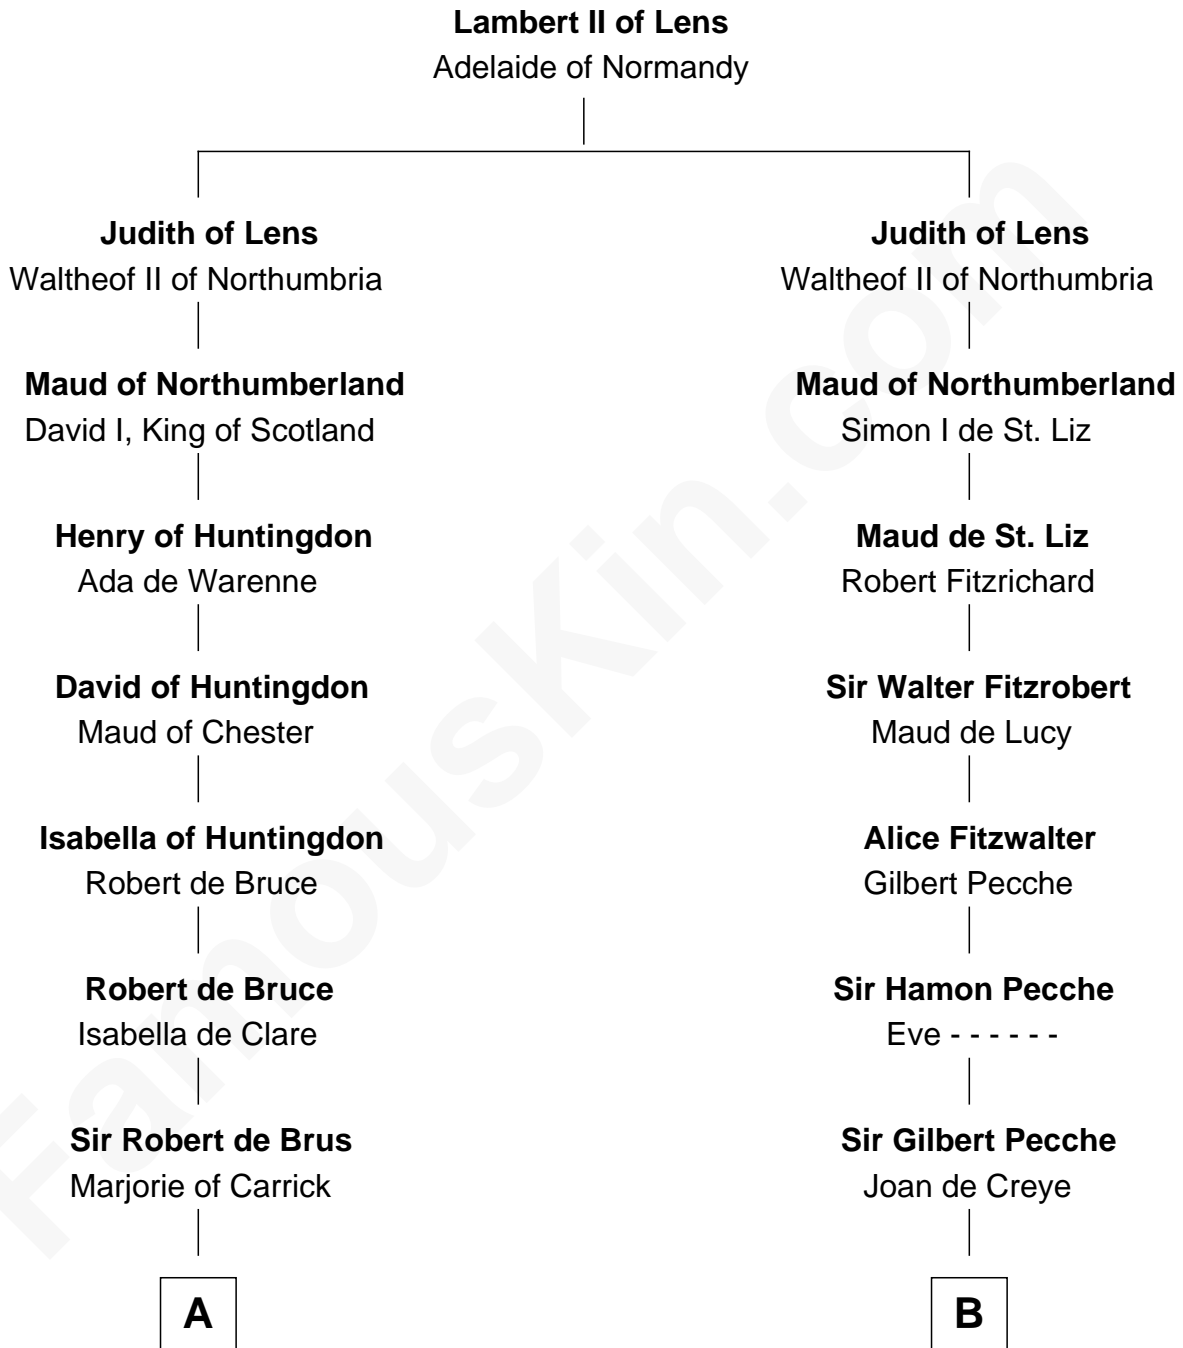 Lambert II of Lens
Adelaide of Normandy
Judith of Lens
Waltheof II of Northumbria
Maud of Northumberland
David I, King of Scotland
Henry of Huntingdon
Ada de Warenne
David of Huntingdon
Maud of Chester
Isabella of Huntingdon
Robert de Bruce
Robert de Bruce
Isabella de Clare
Sir Robert de Brus
Marjorie of Carrick
A
Judith of Lens
Waltheof II of Northumbria
Maud of Northumberland
Simon I de St. Liz
Maud de St. Liz
Robert Fitzrichard
Sir Walter Fitzrobert
Maud de Lucy
Alice Fitzwalter
Gilbert Pecche
Sir Hamon Pecche
Eve - - - - - -
Sir Gilbert Pecche
Joan de Creye
B
FamousKin.com